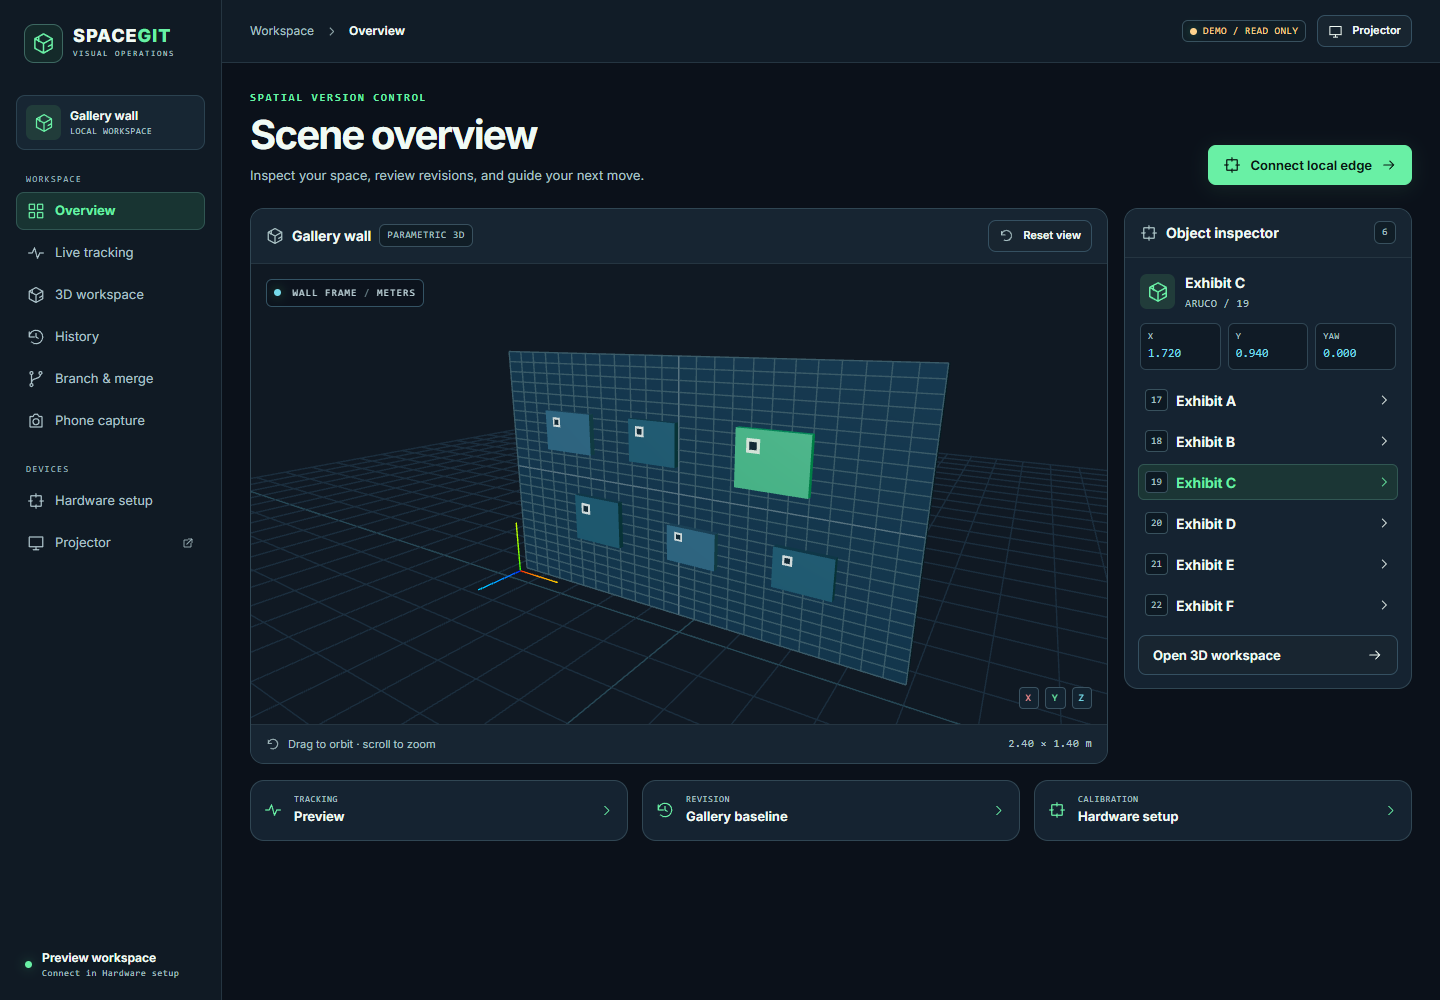 SPACEGIT
VISUAL OPERATIONS
Gallery wall
LOCAL WORKSPACE
WORKSPACE
Overview
Live tracking
3D workspace
History
Branch & merge
Phone capture
DEVICES
Hardware setup
Projector
Preview workspace
Connect in Hardware setup
Workspace > Overview
DEMO / READ ONLY
Projector
SPATIAL VERSION CONTROL
Scene overview
Inspect your space, review revisions, and guide your next move.
Connect local edge
Gallery wall PARAMETRIC 3D
Reset view
WALL FRAME / METERS
X Y Z
Drag to orbit · scroll to zoom
2.40 × 1.40 m
Object inspector 6
Exhibit C
ARUCO / 19
X Y YAW
1.720 0.940 0.000
17 Exhibit A
18 Exhibit B
19 Exhibit C
20 Exhibit D
21 Exhibit E
22 Exhibit F
Open 3D workspace
TRACKING
Preview
REVISION
Gallery baseline
CALIBRATION
Hardware setup